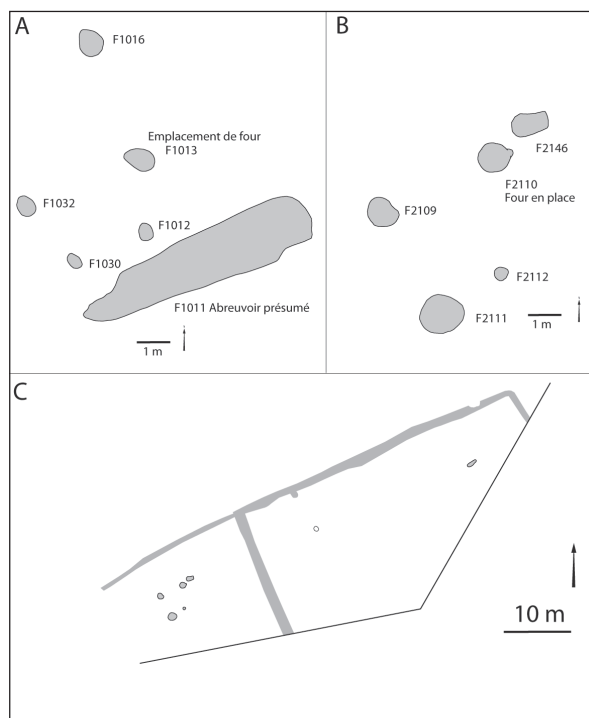 A
F1016
Emplacement de four
F1013
F1032
F1012
F1030
F1011 Abreuvoir présumé
1 m
B
F2146
F2110
Four en place
F2109
F2112
F2111
1 m
C
10 m